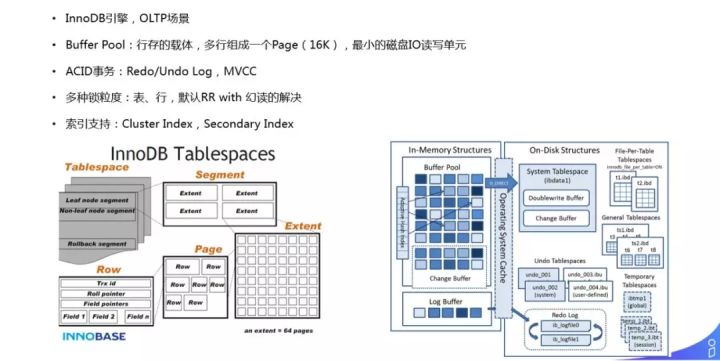 InnoDB引擎，OLTP场景
Buffer Pool：行存的载体，多行组成一个Page（16K），最小的磁盘IO读写单元
ACID事务：Redo/Undo Log，MVCC
多种锁粒度：表、行，默认RR with 幻读的解决
索引支持：Cluster Index，Secondary Index
InnoDB Tablespaces
Tablespace
Leaf node segment
Non-leaf node segment
Rollback segment
Segment
Extent
Extent
Extent
Extent
Extent
an extent = 64 pages
Page
Row
Row
Row
Row
Row
Row
Row
Row
Trx id
Roll pointer
Field pointers
Field 1
Field 2
Field n
INNOBASE
In-Memory Structures
Buffer Pool
Adaptive Hash Index
Change Buffer
Log Buffer
O_DIRECT
Operating System Cache
On-Disk Structures
System Tablespace
(ibdata1)
Doublewrite Buffer
Change Buffer
Undo Tablespaces
undo_001
undo_002
(system)
undo_003.ibu
undo_004.ibu
(user-defined)
Redo Log
ib_logfile0
ib_logfile1
File-Per-Table
Tablespaces
innodb_file_per_table=ON
t1.ibd
t2.ibd
General Tablespaces
ts1.ibd
t3
ts2.ibd
t6
t7
t8
Temporary
Tablespaces
ibtmp1
(global)
temp_1.ibt
temp_2.ibt
temp_3.ibt
(session)